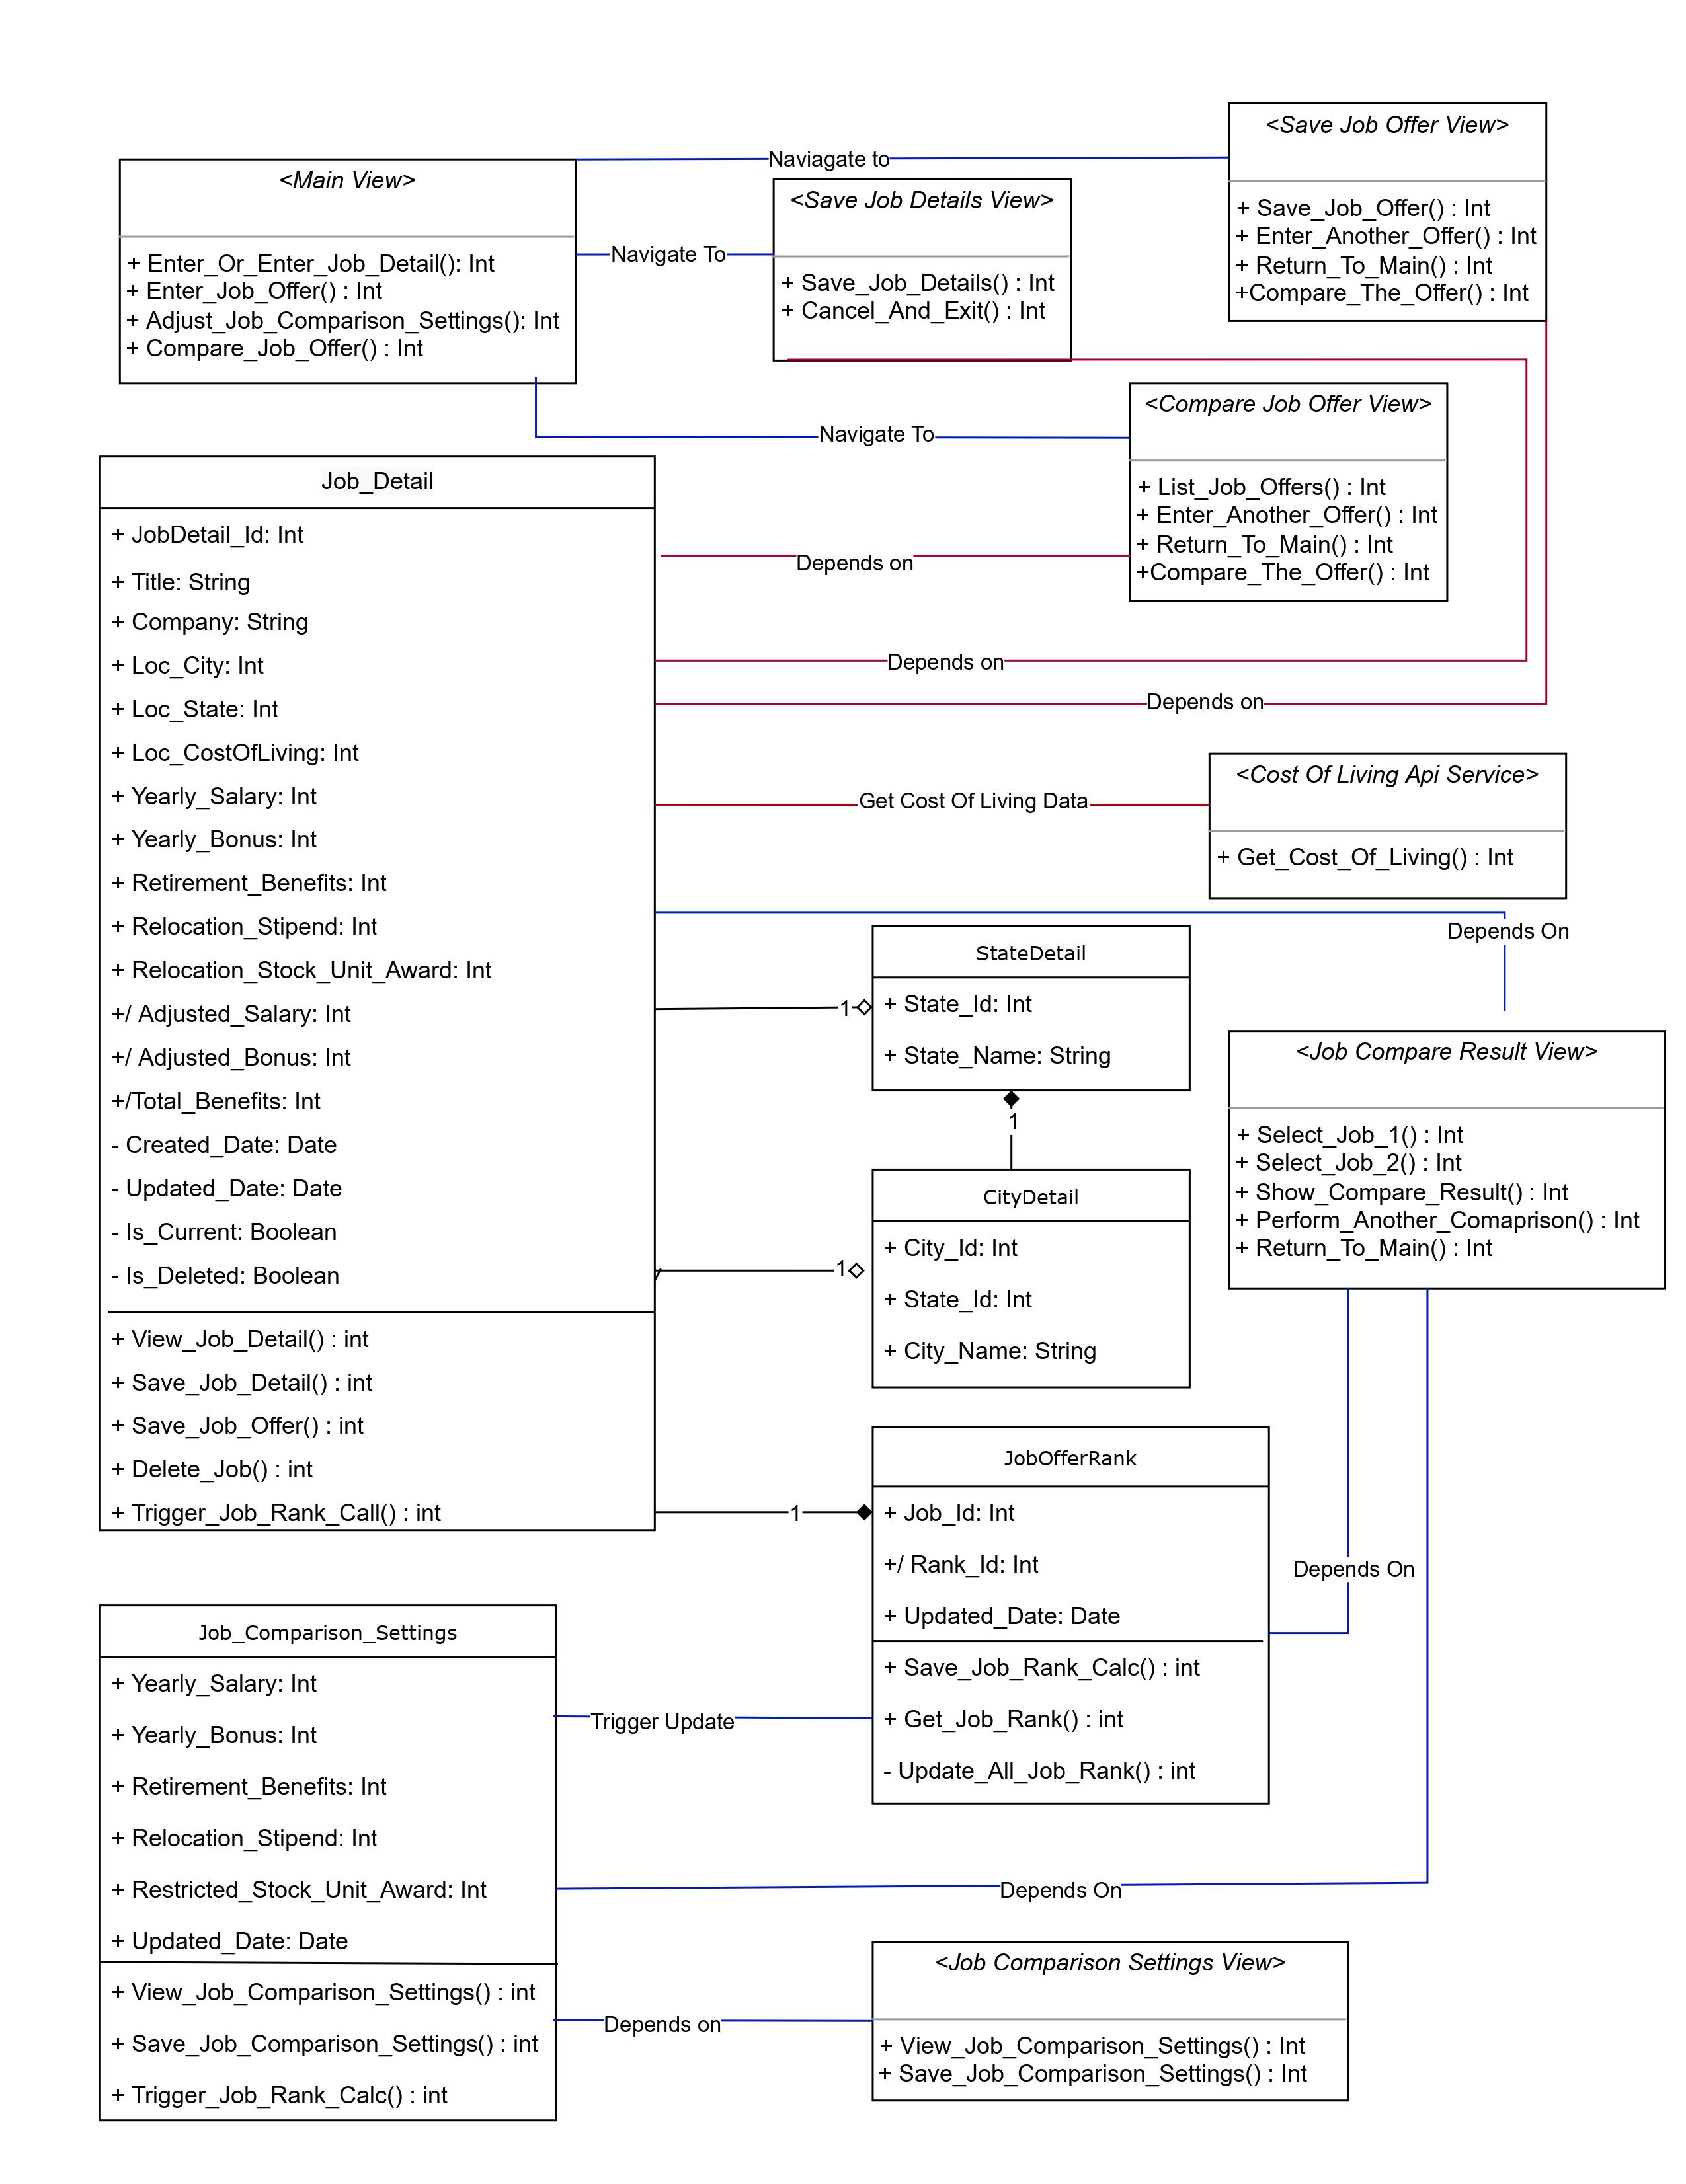 <Save Job Offer View>
+ Save_Job_Offer() : Int
+ Enter_Another_Offer() : Int
+ Return_To_Main() : Int
+Compare_The_Offer() : Int
Naviagate to
<Main View>
+ Enter_Or_Enter_Job_Detail(): Int
+ Enter_Job_Offer() : Int
+ Adjust_Job_Comparison_Settings(): Int
+ Compare_Job_Offer() : Int
Navigate To
<Save Job Details View>
+ Save_Job_Details() : Int
+ Cancel_And_Exit() : Int
Navigate To
<Compare Job Offer View>
+ List_Job_Offers() : Int
+ Enter_Another_Offer() : Int
+ Return_To_Main() : Int
+Compare_The_Offer() : Int
Job_Detail
+ JobDetail_Id: Int
+ Title: String
+ Company: String
+ Loc_City: Int
+ Loc_State: Int
+ Loc_CostOfLiving: Int
+ Yearly_Salary: Int
+ Yearly_Bonus: Int
+ Retirement_Benefits: Int
+ Relocation_Stipend: Int
+ Relocation_Stock_Unit_Award: Int
+/ Adjusted_Salary: Int
+/ Adjusted_Bonus: Int
+/Total_Benefits: Int
- Created_Date: Date
- Updated_Date: Date
- Is_Current: Boolean
- Is_Deleted: Boolean
+ View_Job_Detail() : int
+ Save_Job_Detail() : int
+ Save_Job_Offer() : int
+ Delete_Job() : int
+ Trigger_Job_Rank_Call() : int
Depends on
Depends on
Depends on
Get Cost Of Living Data
<Cost Of Living Api Service>
+ Get_Cost_Of_Living() : Int
Depends On
StateDetail
+ State_Id: Int
+ State_Name: String
1
1
CityDetail
+ City_Id: Int
+ State_Id: Int
+ City_Name: String
1
<Job Compare Result View>
+ Select_Job_1() : Int
+ Select_Job_2() : Int
+ Show_Compare_Result() : Int
+ Perform_Another_Comaprison() : Int
+ Return_To_Main() : Int
JobOfferRank
+ Job_Id: Int
+/ Rank_Id: Int
+ Updated_Date: Date
+ Save_Job_Rank_Calc() : int
+ Get_Job_Rank() : int
- Update_All_Job_Rank() : int
1
Depends On
Job_Comparison_Settings
+ Yearly_Salary: Int
+ Yearly_Bonus: Int
+ Retirement_Benefits: Int
+ Relocation_Stipend: Int
+ Restricted_Stock_Unit_Award: Int
+ Updated_Date: Date
+ View_Job_Comparison_Settings() : int
+ Save_Job_Comparison_Settings() : int
+ Trigger_Job_Rank_Calc() : int
Trigger Update
Depends On
Depends on
<Job Comparison Settings View>
+ View_Job_Comparison_Settings() : Int
+ Save_Job_Comparison_Settings() : Int